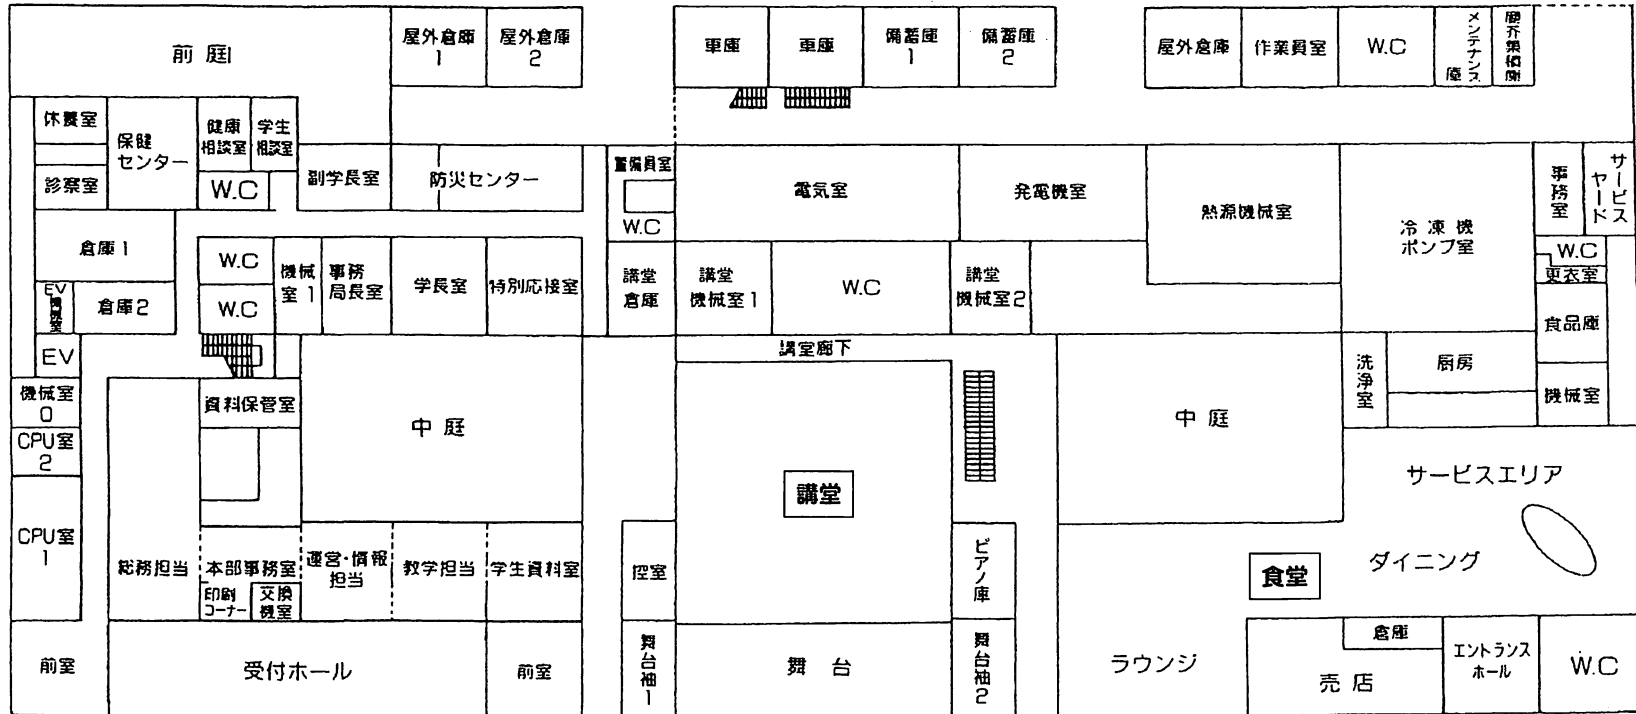 前 庭
屋外倉庫
1
屋外倉庫
2
車庫
車庫
備蓄庫
1
備蓄庫
2
屋外倉庫
作業員室
W.C
メンテナンス
庫
休養室
保健
センター
健康
相談室
学生
相談室
診察室
W.C
副学長室
防災センター
警備員室
W.C
電気室
発電機室
熱源機械室
冷凍機
ポンプ室
事務室
サービス
ヤード
W.C
更衣室
倉庫1
W.C
機械
室1
事務
局長室
学長室
特別応接室
講堂
倉庫
講堂
機械室1
W.C
講堂
機械室2
EV
機械室
倉庫2
W.C
食品庫
EV
講堂廊下
洗浄室
厨房
機械室
機械室
0
資料保管室
中 庭
中 庭
CPU室
2
サービスエリア
講堂
CPU室
1
総務担当
本部事務室
運営・情報
担当
教学担当
学生資料室
控室
ピアノ庫
食堂
ダイニング
印刷
コーナー
交換
機室
前室
受付ホール
前室
舞台袖1
舞 台
舞台袖2
ラウンジ
倉庫
売 店
エントランス
ホール
W.C